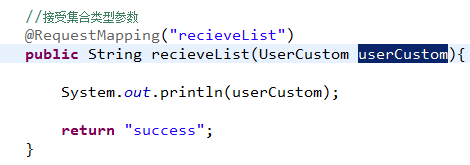 //接受集合类型参数
@RequestMapping("recieveList")
public String recieveList(UserCustom userCustom){
System.out.println(userCustom);
return "success";
}